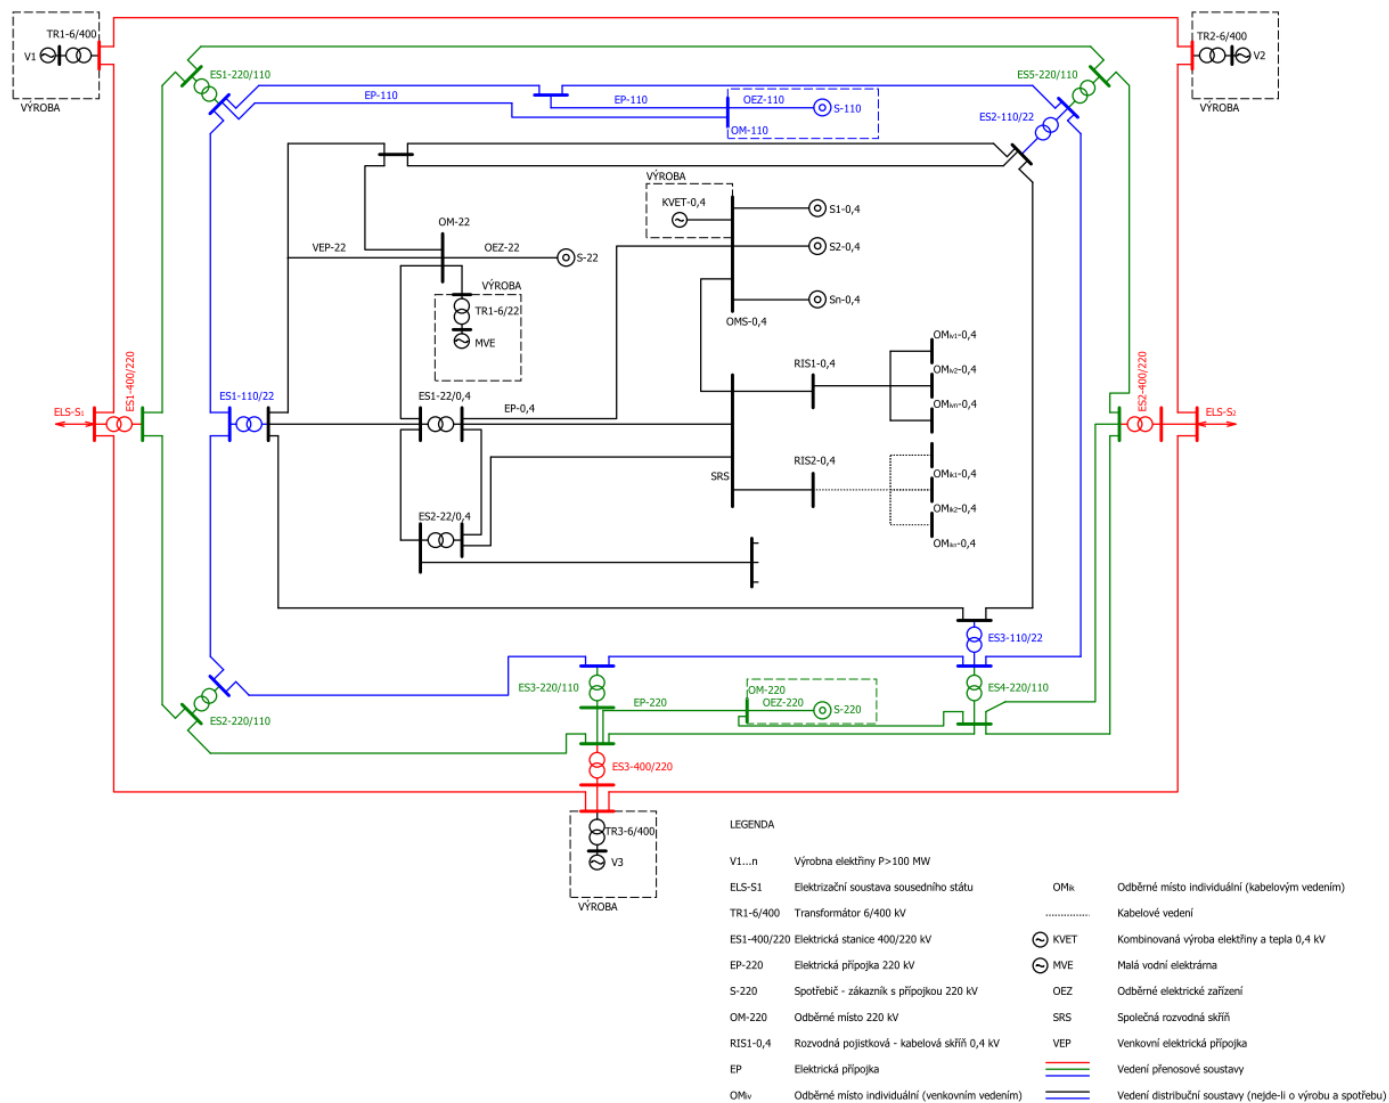 TR1-6/400
V1
VÝROBA
TR2-6/400
V2
VÝROBA
ES1-220/110
ES5-220/110
EP-110
EP-110
OEZ-110
S-110
OM-110
ES2-110/22
VÝROBA
KVET-0,4
S1-0,4
OM-22
VEP-22
OEZ-22
S-22
S2-0,4
VÝROBA
Sn-0,4
TR1-6/22
OMS-0,4
MVE
OMiv1-0,4
RIS1-0,4
OMiv2-0,4
ES1-400/220
ES2-400/220
ES1-110/22
ES1-22/0,4
EP-0,4
OMivn-0,4
ELS-S1
ELS-S2
RIS2-0,4
SRS
OMik1-0,4
OMik2-0,4
ES2-22/0,4
OMikn-0,4
ES3-110/22
ES3-220/110
OM-220
ES4-220/110
EP-220
OEZ-220
S-220
ES2-220/110
ES3-400/220
TR3-6/400
V3
VÝROBA
LEGENDA
V1...n Výrobna elektřiny P>100 MW
ELS-S1 Elektrizační soustava sousedního státu
TR1-6/400 Transformátor 6/400 kV
ES1-400/220 Elektrická stanice 400/220 kV
EP-220 Elektrická přípojka 220 kV
S-220 Spotřebič - zákazník s přípojkou 220 kV
OM-220 Odběrné místo 220 kV
RIS1-0,4 Rozvodná pojistková - kabelová skříň 0,4 kV
EP Elektrická přípojka
OMiv Odběrné místo individuální (venkovním vedením)
OMik Odběrné místo individuální (kabelovým vedením)
Kabelové vedení
KVET Kombinovaná výroba elektřiny a tepla 0,4 kV
MVE Malá vodní elektrárna
OEZ Odběrné elektrické zařízení
SRS Společná rozvodná skříň
VEP Venkovní elektrická přípojka
Vedení přenosové soustavy
Vedení distribuční soustavy (nejde-li o výrobu a spotřebu)